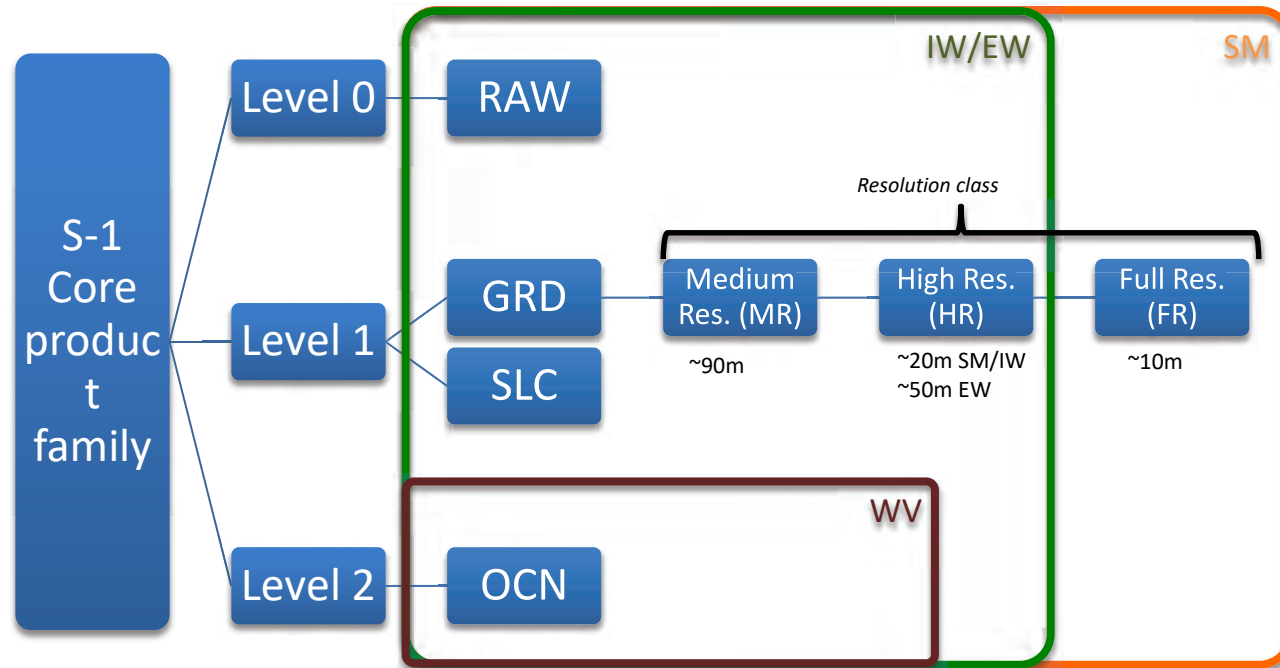 IW/EW
SM
Level 0
RAW
Resolution class
S-1
Core
produc
t
family
Level 1
GRD
Medium
Res. (MR)
High Res.
(HR)
Full Res.
(FR)
~90m
~20m SM/IW
~50m EW
~10m
SLC
WV
Level 2
OCN